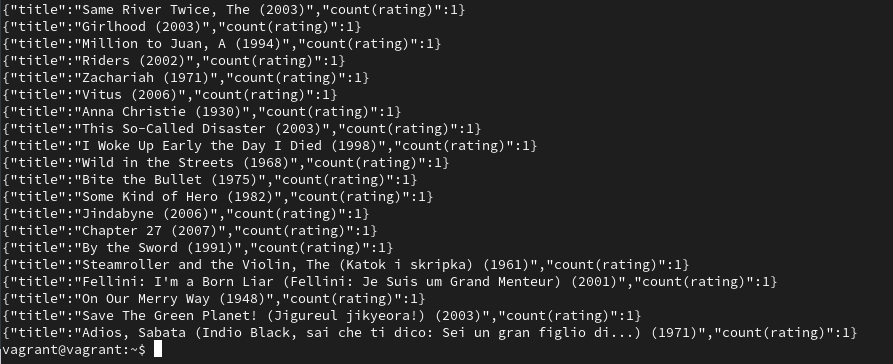 {"title":"Same River Twice, The (2003)","count(rating)":1}
{"title":"Girlhood (2003)","count(rating)":1}
{"title":"Million to Juan, A (1994)","count(rating)":1}
{"title":"Riders (2002)","count(rating)":1}
{"title":"Zachariah (1971)","count(rating)":1}
{"title":"Vitus (2006)","count(rating)":1}
{"title":"Anna Christie (1930)","count(rating)":1}
{"title":"This So-Called Disaster (2003)","count(rating)":1}
{"title":"I Woke Up Early the Day I Died (1998)","count(rating)":1}
{"title":"Wild in the Streets (1968)","count(rating)":1}
{"title":"Bite the Bullet (1975)","count(rating)":1}
{"title":"Some Kind of Hero (1982)","count(rating)":1}
{"title":"Jindabyne (2006)","count(rating)":1}
{"title":"Chapter 27 (2007)","count(rating)":1}
{"title":"By the Sword (1991)","count(rating)":1}
{"title":"Steamroller and the Violin, The (Katok i skripka) (1961)","count(rating)":1}
{"title":"Fellini: I'm a Born Liar (Fellini: Je Suis um Grand Menteur) (2001)","count(rating)":1}
{"title":"On Our Merry Way (1948)","count(rating)":1}
{"title":"Save The Green Planet! (Jigureul jikyeora!) (2003)","count(rating)":1}
{"title":"Adios, Sabata (Indio Black, sai che ti dico: Sei un gran figlio di...) (1971)","count(rating)":1}
vagrant@vagrant:~$